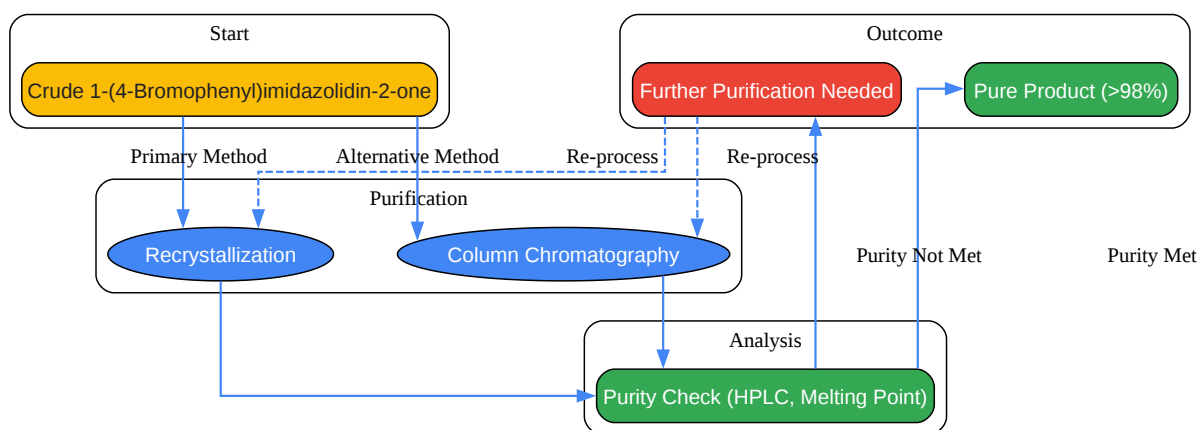 Start
Outcome
Crude 1-(4-Bromophenyl)imidazolidin-2-one
Further Purification Needed
Pure Product (>98%)
Primary Method
Alternative Method
Re-process
Re-process
Purification
Recrystallization
Column Chromatography
Purity Not Met
Purity Met
Analysis
Purity Check (HPLC, Melting Point)